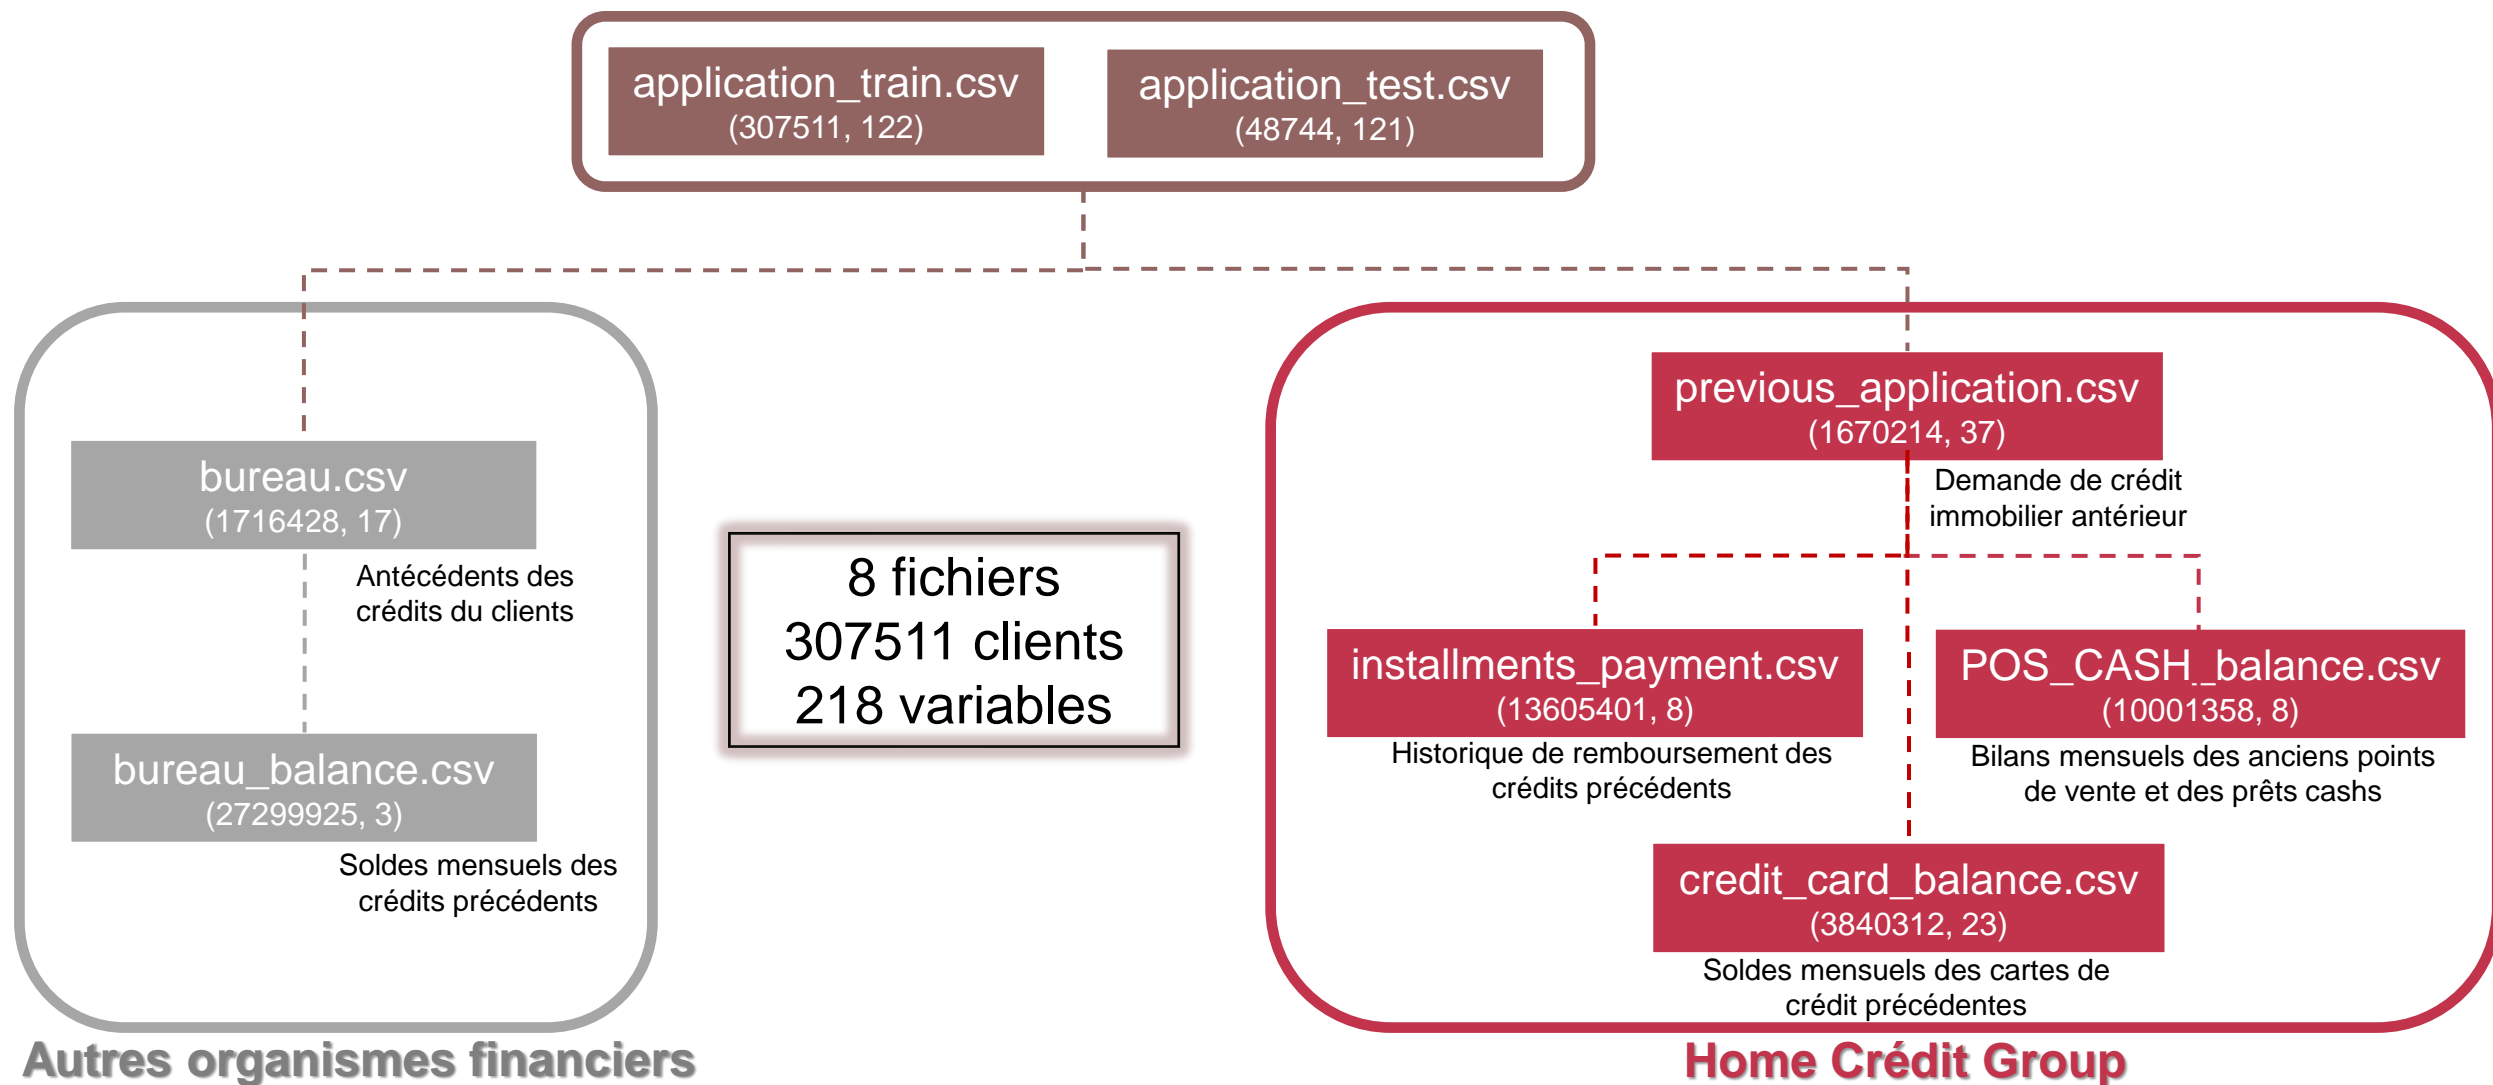 application_train.csv
(307511, 122)
application_test.csv
(48744, 121)
bureau.csv
(1716428, 17)
Antécédents des
crédits du clients
bureau_balance.csv
(27299925, 3)
Soldes mensuels des
crédits précédents
Autres organismes financiers
8 fichiers
307511 clients
218 variables
previous_application.csv
(1670214, 37)
Demande de crédit
immobilier antérieur
installments_payment.csv
(13605401, 8)
Historique de remboursement des
crédits précédents
POS_CASH_balance.csv
(10001358, 8)
Bilans mensuels des anciens points
de vente et des prêts cashs
credit_card_balance.csv
(3840312, 23)
Soldes mensuels des cartes de
crédit précédentes
Home Crédit Group